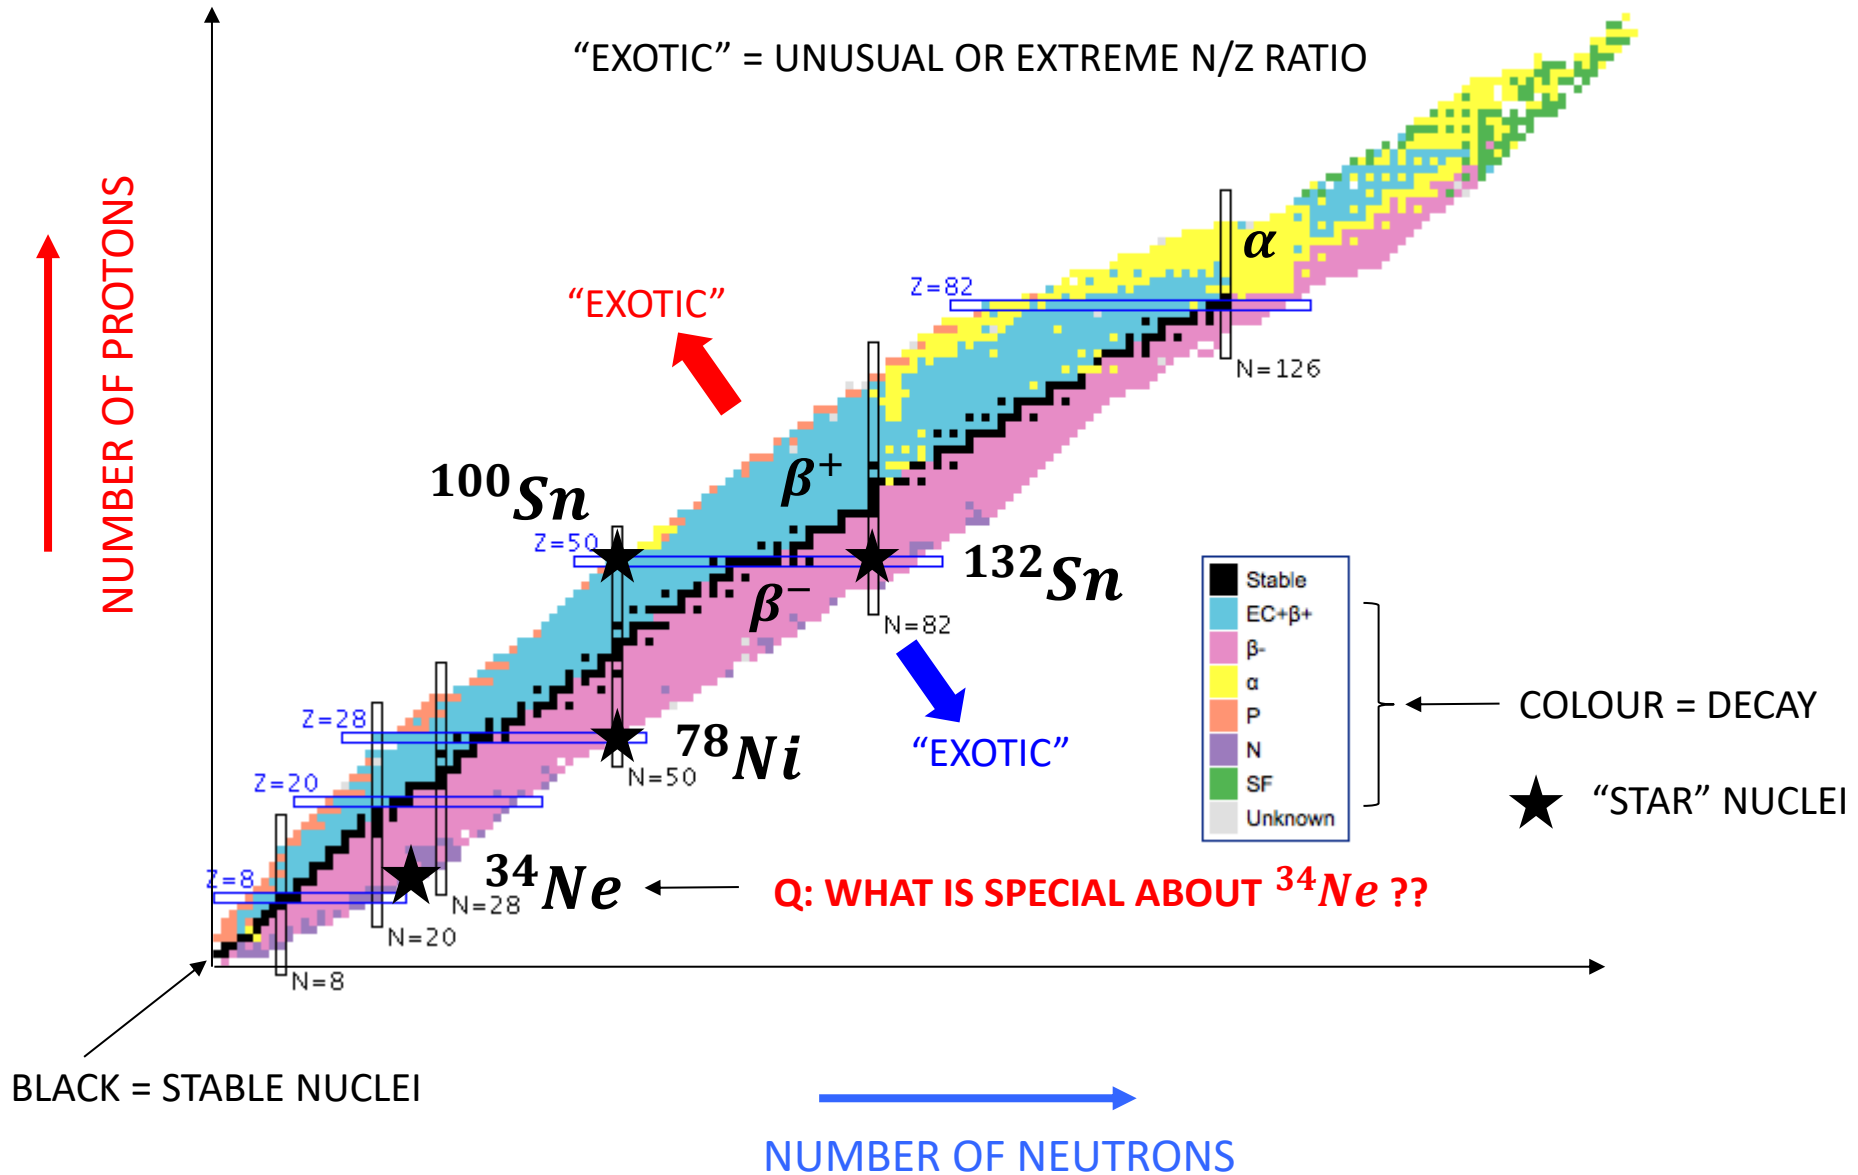 “EXOTIC” = UNUSUAL OR EXTREME N/Z RATIO
NUMBER OF PROTONS
α
Z=82
“EXOTIC”
N=126
β⁺
¹⁰⁰Sn
Z=50
¹³²Sn
β⁻
N=82
Stable
EC+β+
β-
α
P
N
SF
Unknown
COLOUR = DECAY
“STAR” NUCLEI
Z=28
⁷⁸Ni
“EXOTIC”
N=50
Z=20
Z=8
³⁴Ne
Q: WHAT IS SPECIAL ABOUT ³⁴Ne ??
N=28
N=20
N=8
BLACK = STABLE NUCLEI
NUMBER OF NEUTRONS